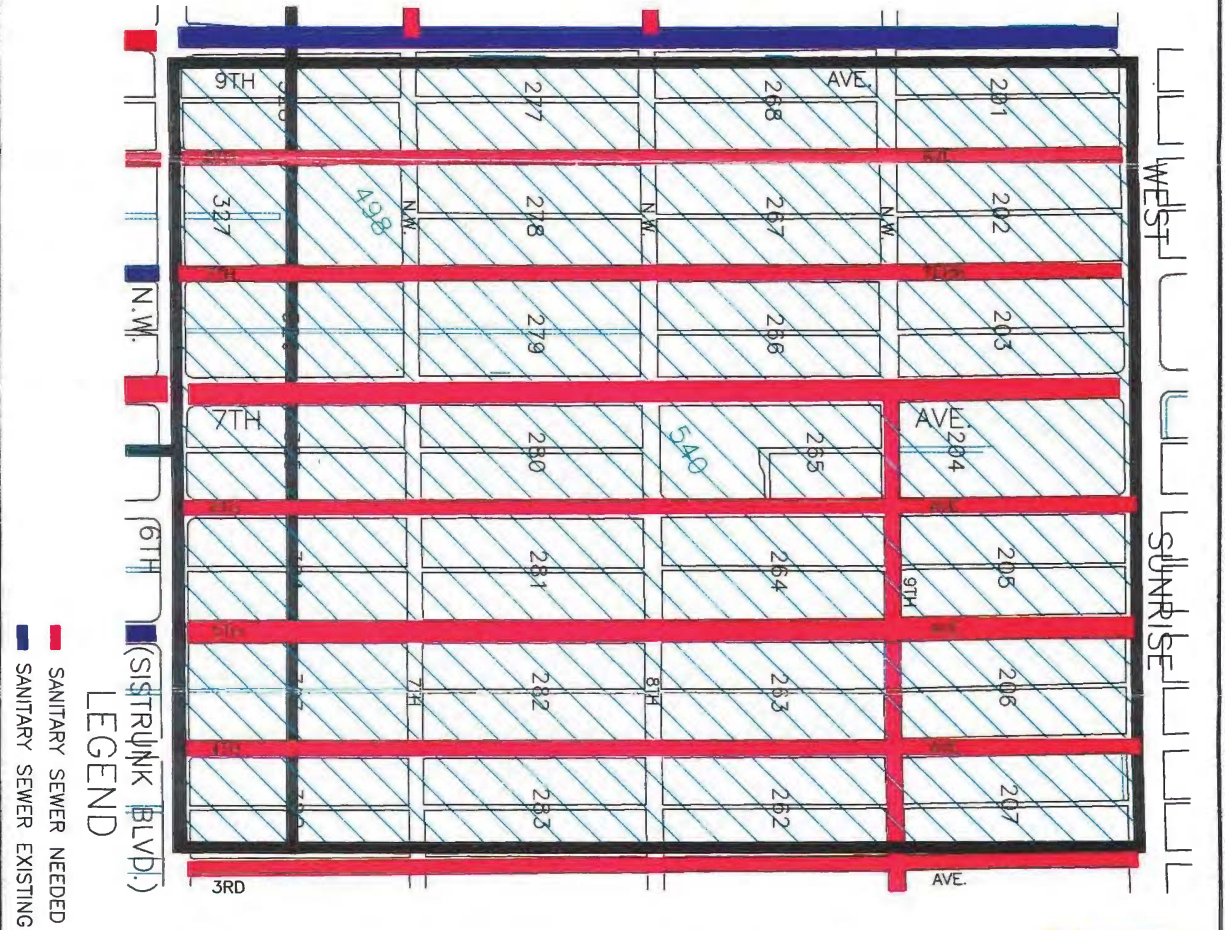 WEST SUNRISE
9TH AVE.
277
268
201
327
498
N.W.
278
N.W.
267
N.W.
202
279
266
203
7TH AVE.
280
540
265
204
281
264
9TH
205
7TH
282
8TH
263
206
283
262
207
3RD AVE.
N.W. 6TH (SISTRUNK BLVD.)
LEGEND
SANITARY SEWER NEEDED
SANITARY SEWER EXISTING